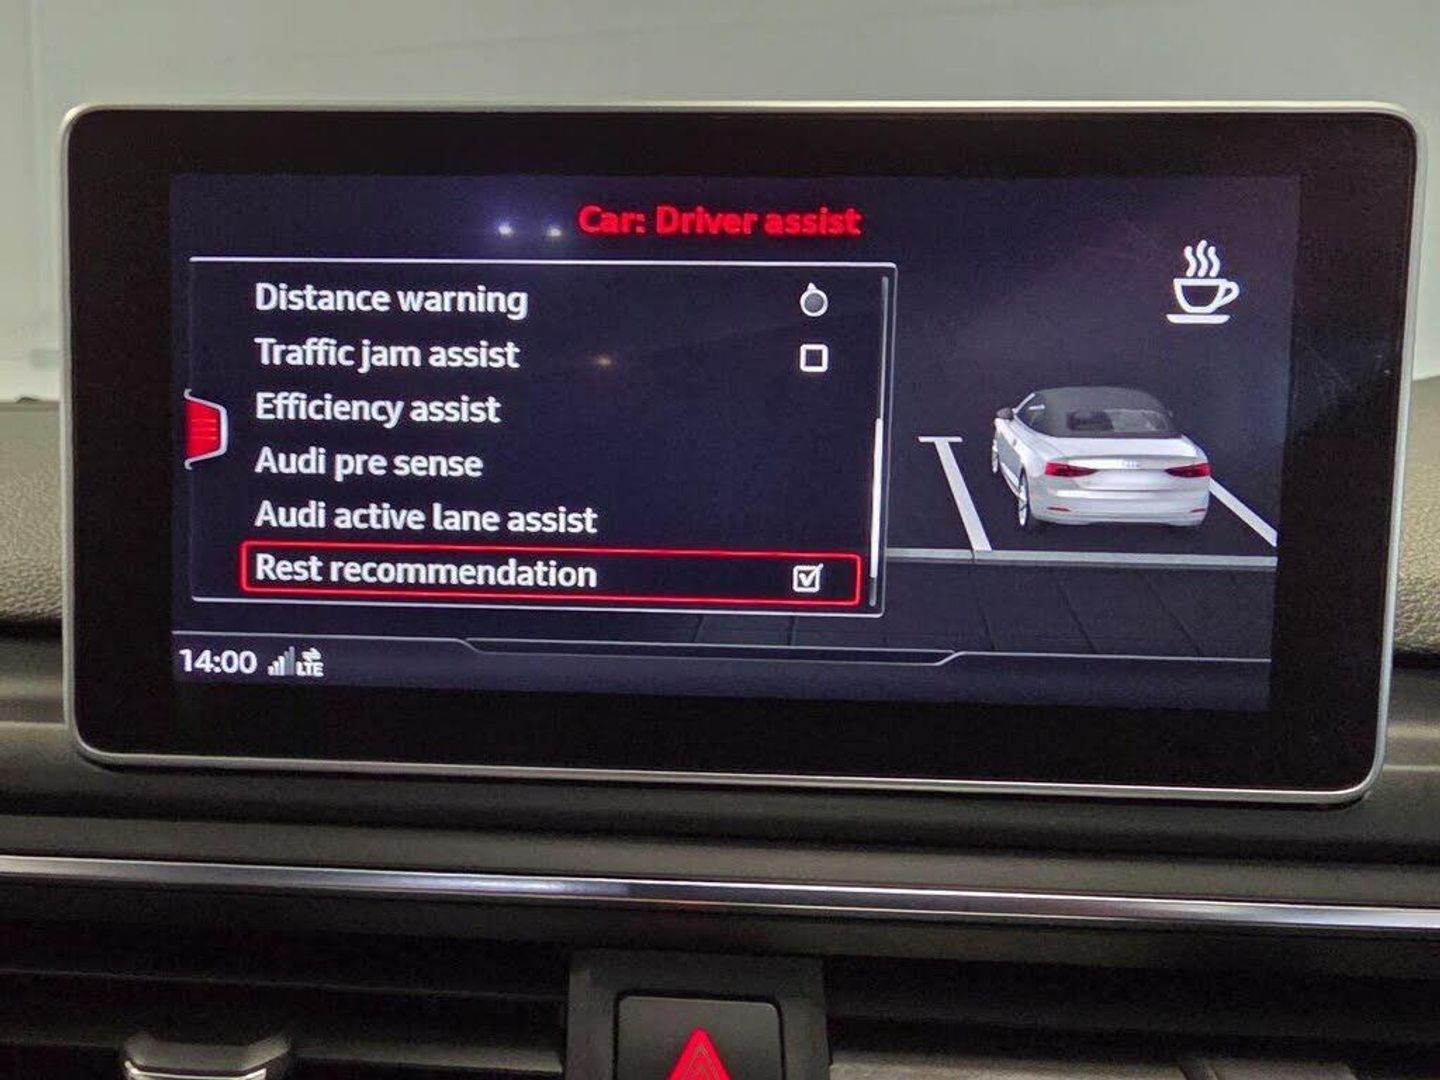 Car: Driver assist
Distance warning
Traffic jam assist
Efficiency assist
Audi pre sense
Audi active lane assist
Rest recommendation
14:00 LTE